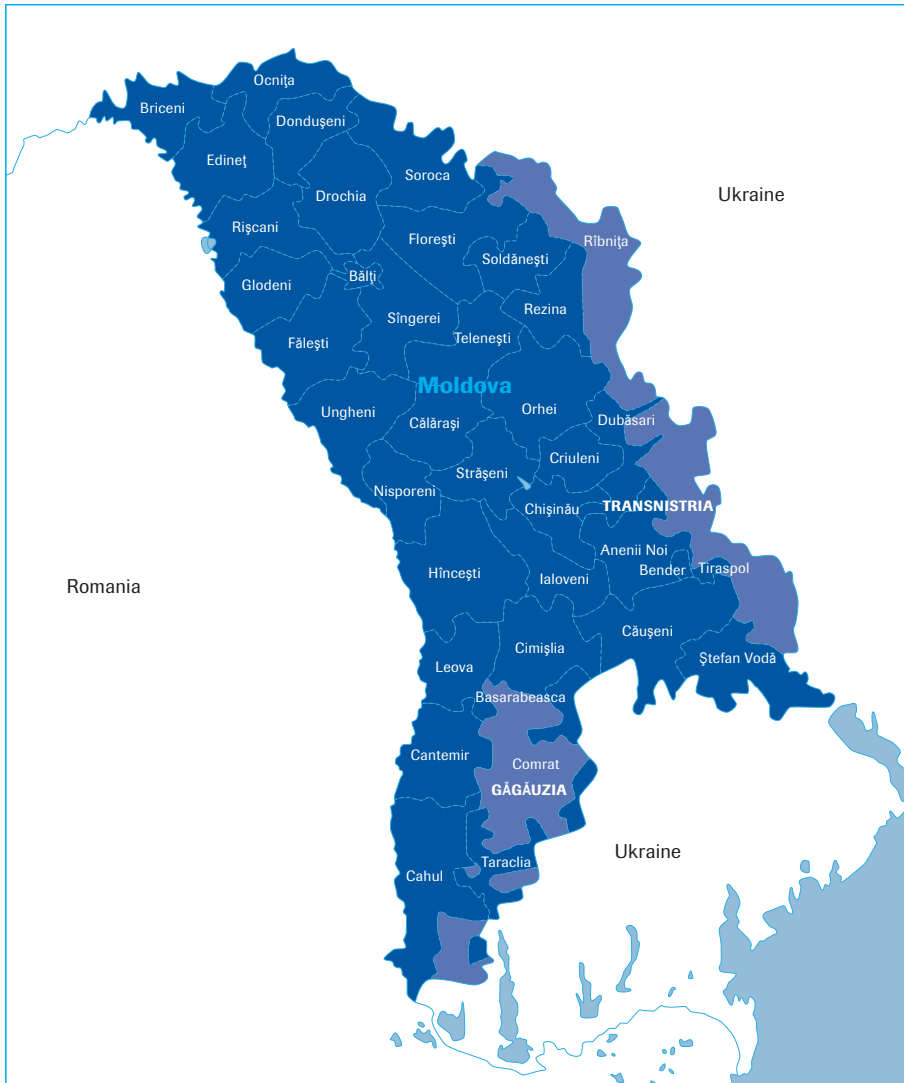 Ocniţa
Briceni
Donduşeni
Edineţ
Soroca
Drochia
Ukraine
Rişcani
Floreşti
Rîbniţa
Soldăneşti
Bălţi
Glodeni
Rezina
Sîngerei
Teleneşti
Făleşti
Moldova
Ungheni
Orhei
Călăraşi
Dubăsari
Criuleni
Străşeni
Nisporeni
Chişinău
TRANSNISTRIA
Anenii Noi
Bender
Tiraspol
Hînceşti
Ialoveni
Romania
Căuşeni
Cimişlia
Ştefan Vodă
Leova
Basarabeasca
Cantemir
Comrat
GĂGĂUZIA
Ukraine
Taraclia
Cahul